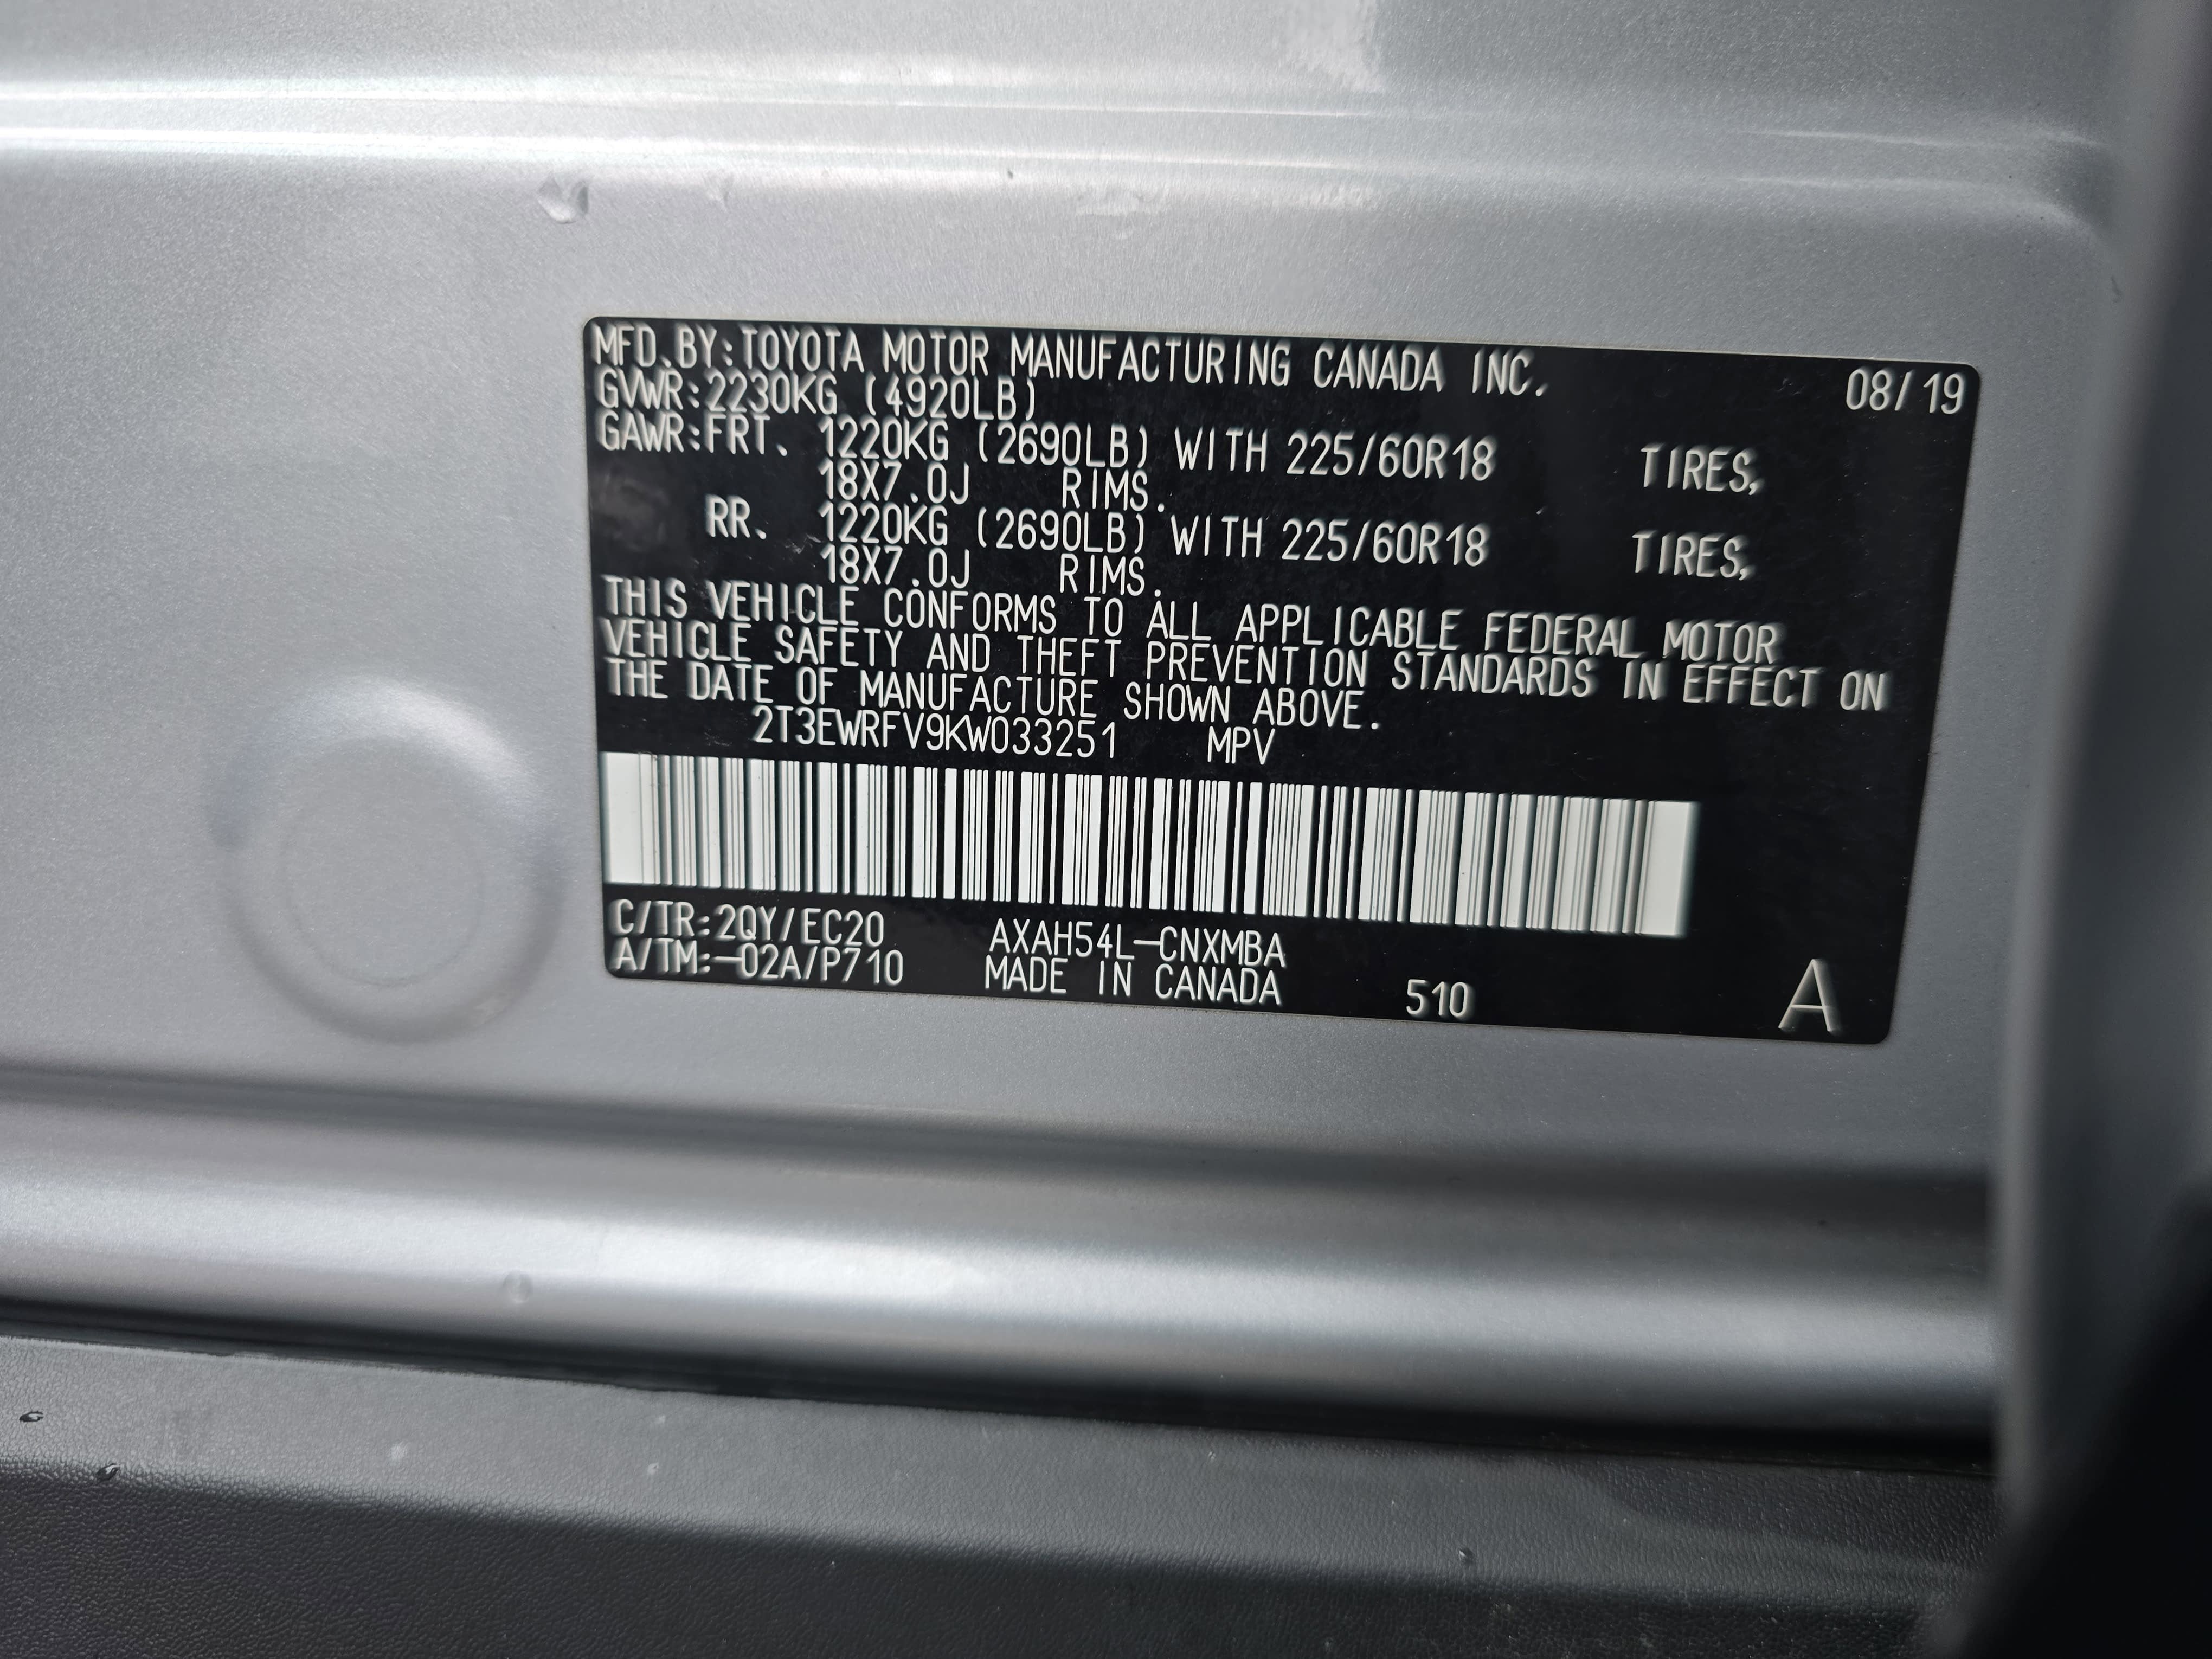 MFD.BY:TOYOTA MOTOR MANUFACTURING CANADA INC. 08/19
GVWR:2230KG (4920LB)
GAWR:FRT. 1220KG (2690LB) WITH 225/60R18 TIRES,
18X7.0J RIMS.
RR. 1220KG (2690LB) WITH 225/60R18 TIRES,
18X7.0J RIMS.
THIS VEHICLE CONFORMS TO ALL APPLICABLE FEDERAL MOTOR
VEHICLE SAFETY AND THEFT PREVENTION STANDARDS IN EFFECT ON
THE DATE OF MANUFACTURE SHOWN ABOVE.
2T3EWRFV9KW033251 MPV
C/TR:2QY/EC20 AXAH54L-CNXMBA
A/TM:-02A/P710 MADE IN CANADA 510 A